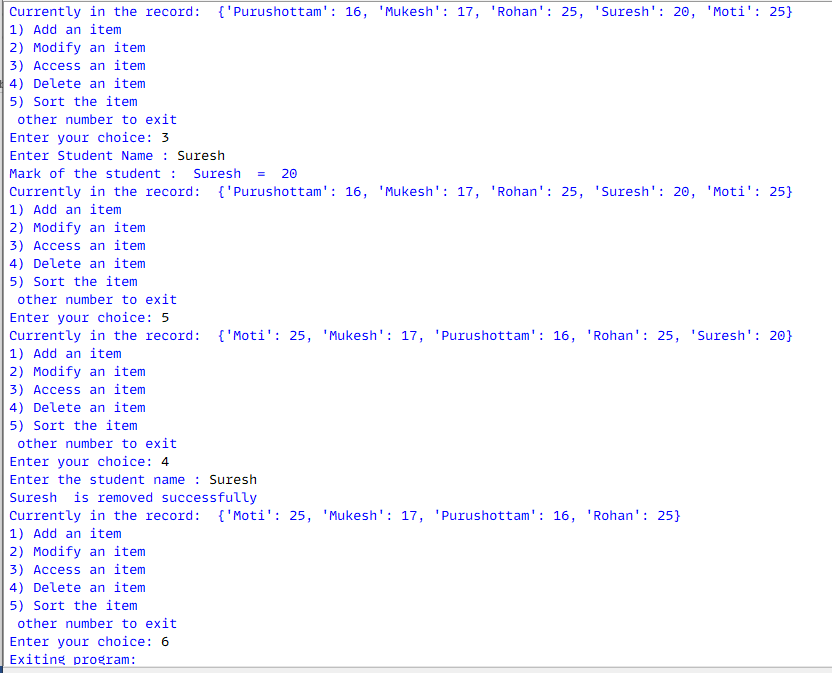 Currently in the record:  {'Purushottam': 16, 'Mukesh': 17, 'Rohan': 25, 'Suresh': 20, 'Moti': 25}
1) Add an item
2) Modify an item
3) Access an item
4) Delete an item
5) Sort the item
 other number to exit
Enter your choice: 3
Enter Student Name : Suresh
Mark of the student :  Suresh  =  20
Currently in the record:  {'Purushottam': 16, 'Mukesh': 17, 'Rohan': 25, 'Suresh': 20, 'Moti': 25}
1) Add an item
2) Modify an item
3) Access an item
4) Delete an item
5) Sort the item
 other number to exit
Enter your choice: 5
Currently in the record:  {'Moti': 25, 'Mukesh': 17, 'Purushottam': 16, 'Rohan': 25, 'Suresh': 20}
1) Add an item
2) Modify an item
3) Access an item
4) Delete an item
5) Sort the item
 other number to exit
Enter your choice: 4
Enter the student name : Suresh
Suresh  is removed successfully
Currently in the record:  {'Moti': 25, 'Mukesh': 17, 'Purushottam': 16, 'Rohan': 25}
1) Add an item
2) Modify an item
3) Access an item
4) Delete an item
5) Sort the item
 other number to exit
Enter your choice: 6
Exiting program: